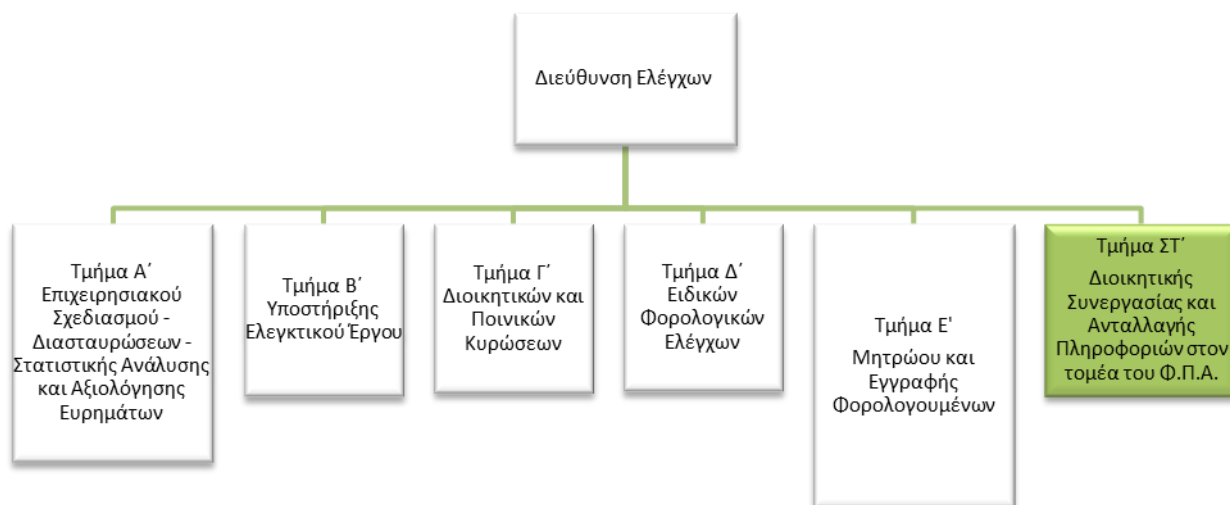 Διεύθυνση Ελέγχων
Τμήμα Α΄
Επιχειρησιακού
Σχεδιασμού -
Διασταυρώσεων -
Στατιστικής Ανάλυσης
και Αξιολόγησης
Ευρημάτων
Τμήμα Β΄
Υποστήριξης
Ελεγκτικού Έργου
Τμήμα Γ΄
Διοικητικών και
Ποινικών
Κυρώσεων
Τμήμα Δ΄
Ειδικών
Φορολογικών
Ελέγχων
Τμήμα Ε'
Μητρώου και
Εγγραφής
Φορολογουμένων
Τμήμα ΣΤ΄
Διοικητικής
Συνεργασίας και
Ανταλλαγής
Πληροφοριών στον
τομέα του Φ.Π.Α.